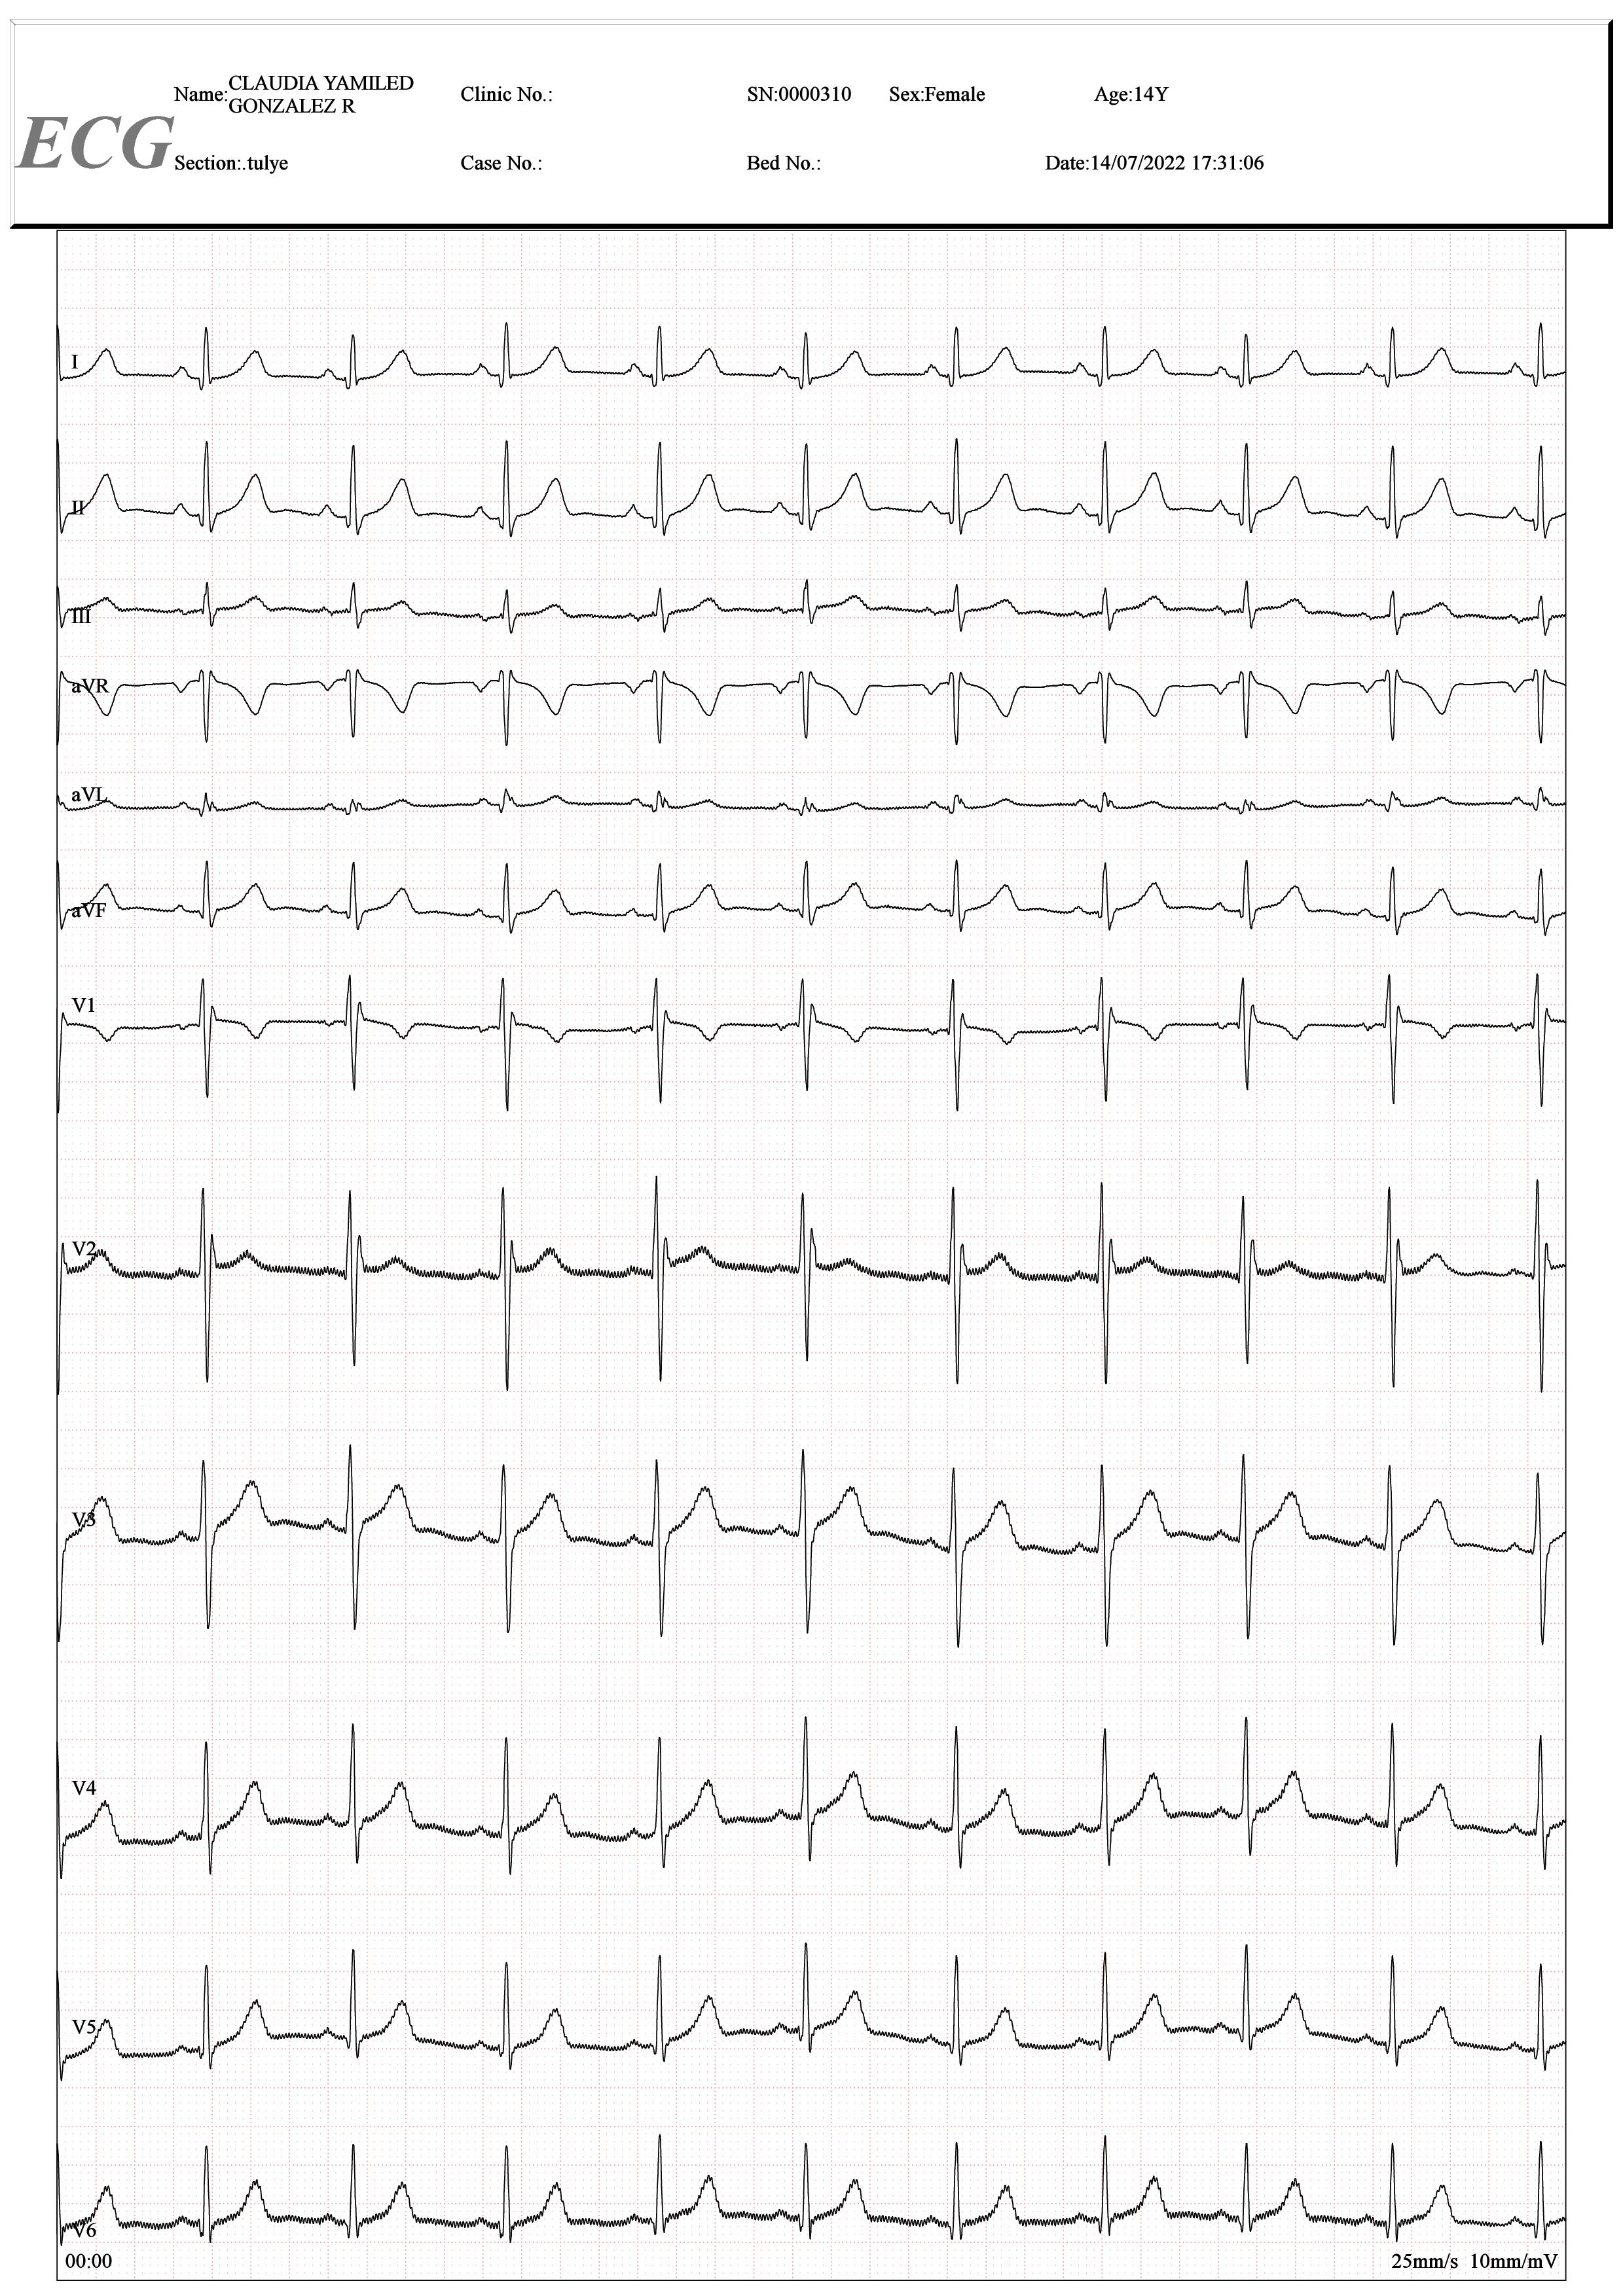 ECG
Name:CLAUDIA YAMILED GONZALEZ R
Clinic No.:
SN:0000310
Sex:Female
Age:14Y
Section:.tulye
Case No.:
Bed No.:
Date:14/07/2022 17:31:06
I
II
III
aVR
aVL
aVF
V1
V2
V3
V4
V5
V6
00:00
25mm/s 10mm/mV